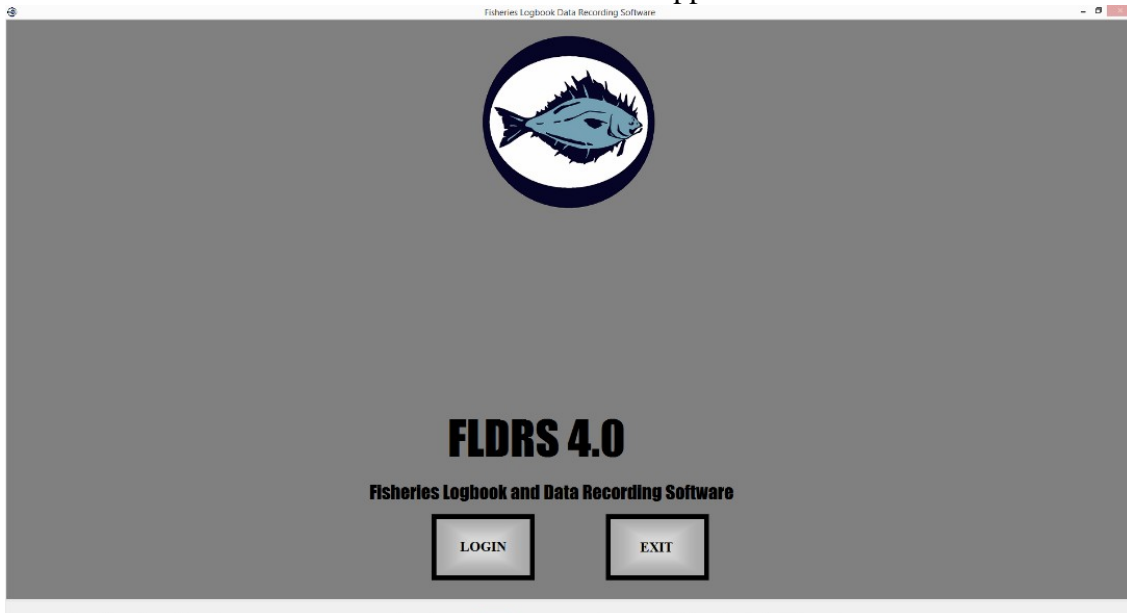 Fisheries Logbook Data Recording Software
FLDRS 4.0
Fisheries Logbook and Data Recording Software
LOGIN
EXIT